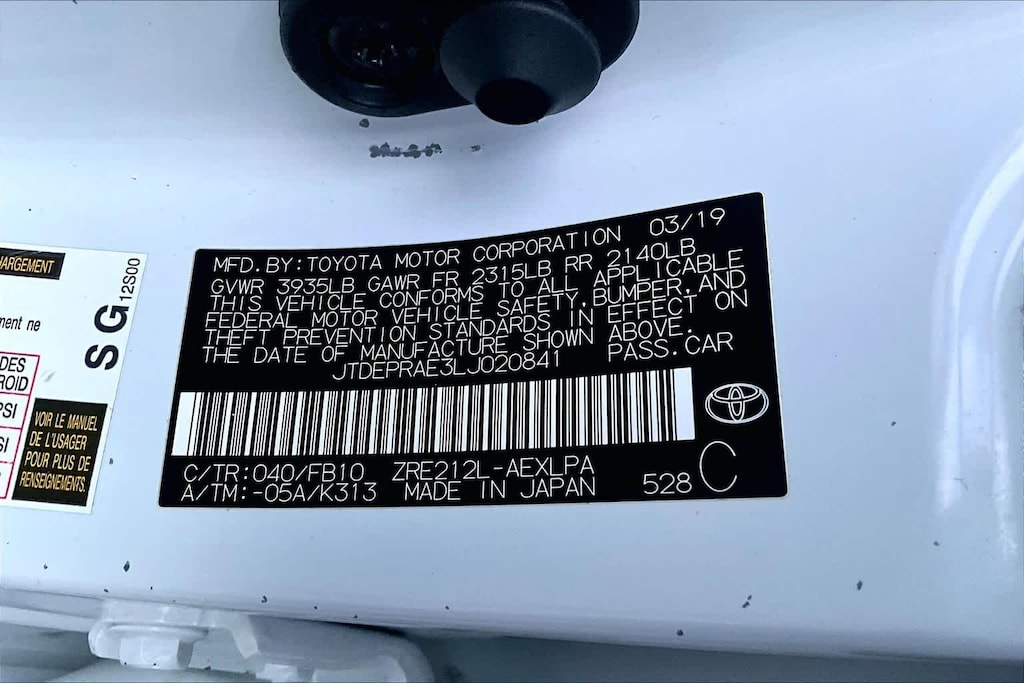 HARGEMENT
ment ne
DES
ROID
PSI
SI
VOIR LE MANUEL
DE L'USAGER
POUR PLUS DE
RENSEIGNEMENTS.
SG
12S00
MFD.BY:TOYOTA MOTOR CORPORATION 03/19
GVWR 3935LB GAWR FR 2315LB RR 2140LB
THIS VEHICLE CONFORMS TO ALL APPLICABLE
FEDERAL MOTOR VEHICLE SAFETY,BUMPER,AND
THEFT PREVENTION STANDARDS IN EFFECT ON
THE DATE OF MANUFACTURE SHOWN ABOVE.
JTDEPRAE3LJ020841 PASS.CAR
C/TR:040/FB10 ZRE212L-AEXLPA
A/TM:-05A/K313 MADE IN JAPAN 528 C